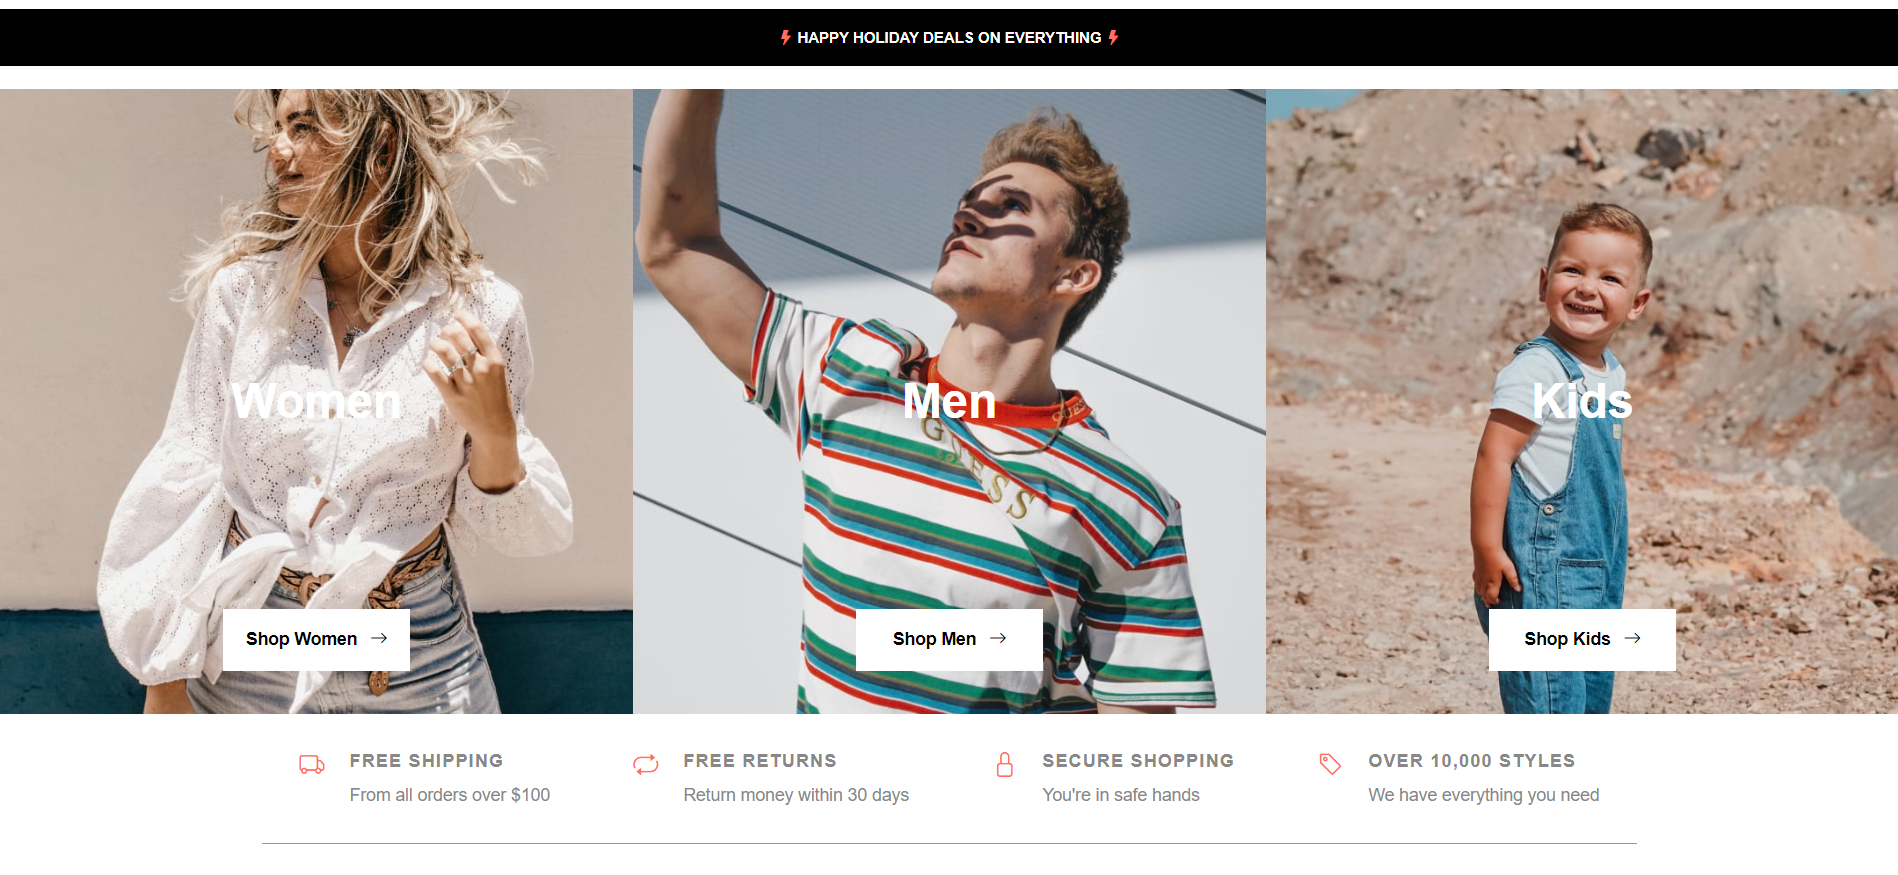 HAPPY HOLIDAY DEALS ON EVERYTHING
Women
Men
Kids
GUESS
Shop Women
Shop Men
Shop Kids
FREE SHIPPING
From all orders over $100
FREE RETURNS
Return money within 30 days
SECURE SHOPPING
You're in safe hands
OVER 10,000 STYLES
We have everything you need